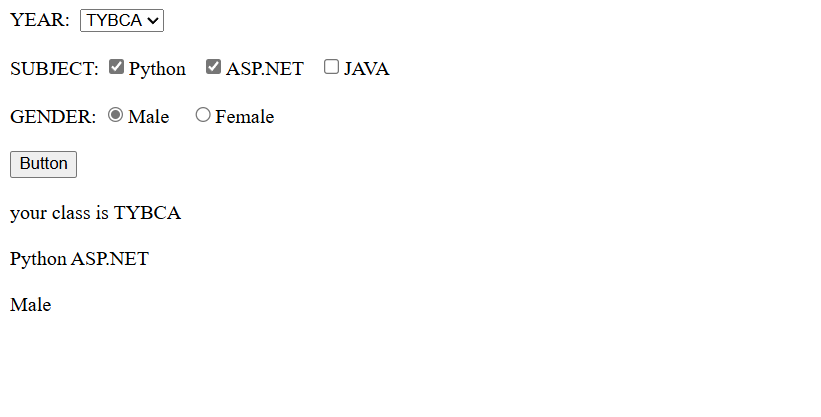 YEAR: TYBCA
SUBJECT: Python ASP.NET JAVA
GENDER: Male Female
Button
your class is TYBCA
Python ASP.NET
Male